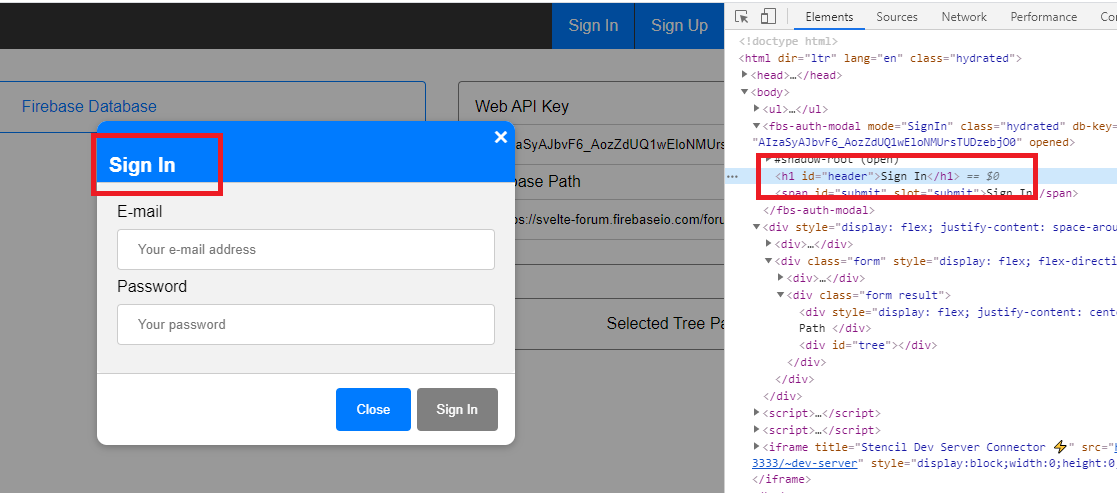 Sign In Sign Up
Firebase Database
Web API Key
zaSyAJbvF6_AozZdUQ1wEloNMUrs
base Path
ps://svelte-forum.firebaseio.com/foru
Selected Tree Pa
Sign In
×
E-mail
Your e-mail address
Password
Your password
Close Sign In
Elements Sources Network Performance Co
<!doctype html>
<html dir="ltr" lang="en" class="hydrated">
<head>…</head>
<body>
<ul>…</ul>
<fbs-auth-modal mode="SignIn" class="hydrated" db-key=
"AIzaSyAJbvF6_AozZdUQ1wEloNMUrsTUDzebjO0" opened>
#shadow-root (open)
… <h1 id="header">Sign In</h1> == $0
<span id="submit" slot="submit">Sign In</span>
</fbs-auth-modal>
<div style="display: flex; justify-content: space-arou
<div>…</div>
<div class="form" style="display: flex; flex-directi
<div>…</div>
<div class="form result">
<div style="display: flex; justify-content: cente
Path </div>
<div id="tree"></div>
</div>
</div>
</div>
<script>…</script>
<script>…</script>
<iframe title="Stencil Dev Server Connector ⚡" src="h
3333/~dev-server" style="display:block;width:0;height:0;
</iframe>